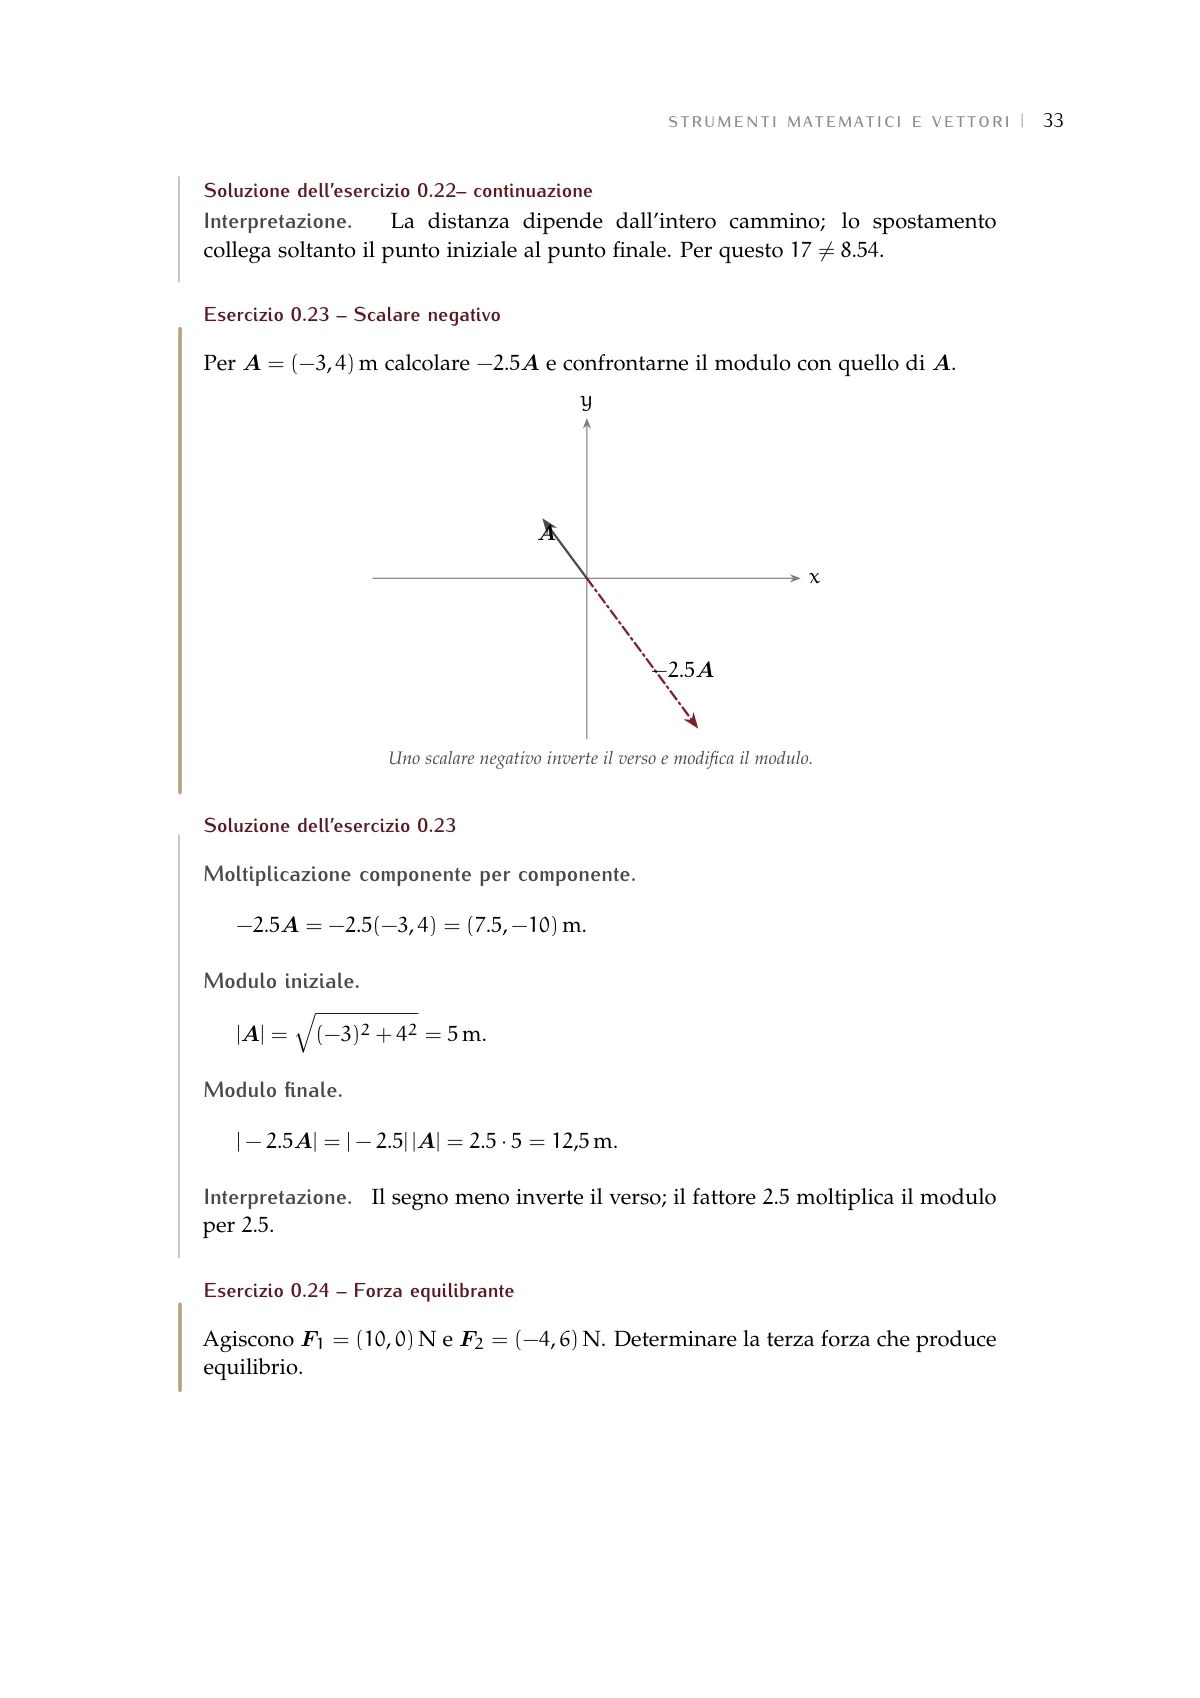 STRUMENTI MATEMATICI E VETTORI | 33
Soluzione dell'esercizio 0.22– continuazione
Interpretazione. La distanza dipende dall'intero cammino; lo spostamento
collega soltanto il punto iniziale al punto finale. Per questo 17 ≠ 8.54.
Esercizio 0.23 – Scalare negativo
Per A = (−3, 4) m calcolare −2.5A e confrontarne il modulo con quello di A.
y
A
x
−2.5A
Uno scalare negativo inverte il verso e modifica il modulo.
Soluzione dell'esercizio 0.23
Moltiplicazione componente per componente.
−2.5A = −2.5(−3, 4) = (7.5, −10) m.
Modulo iniziale.
|A| = √((−3)² + 4²) = 5 m.
Modulo finale.
| − 2.5A| = | − 2.5| |A| = 2.5 · 5 = 12,5 m.
Interpretazione. Il segno meno inverte il verso; il fattore 2.5 moltiplica il modulo
per 2.5.
Esercizio 0.24 – Forza equilibrante
Agiscono F₁ = (10, 0) N e F₂ = (−4, 6) N. Determinare la terza forza che produce
equilibrio.